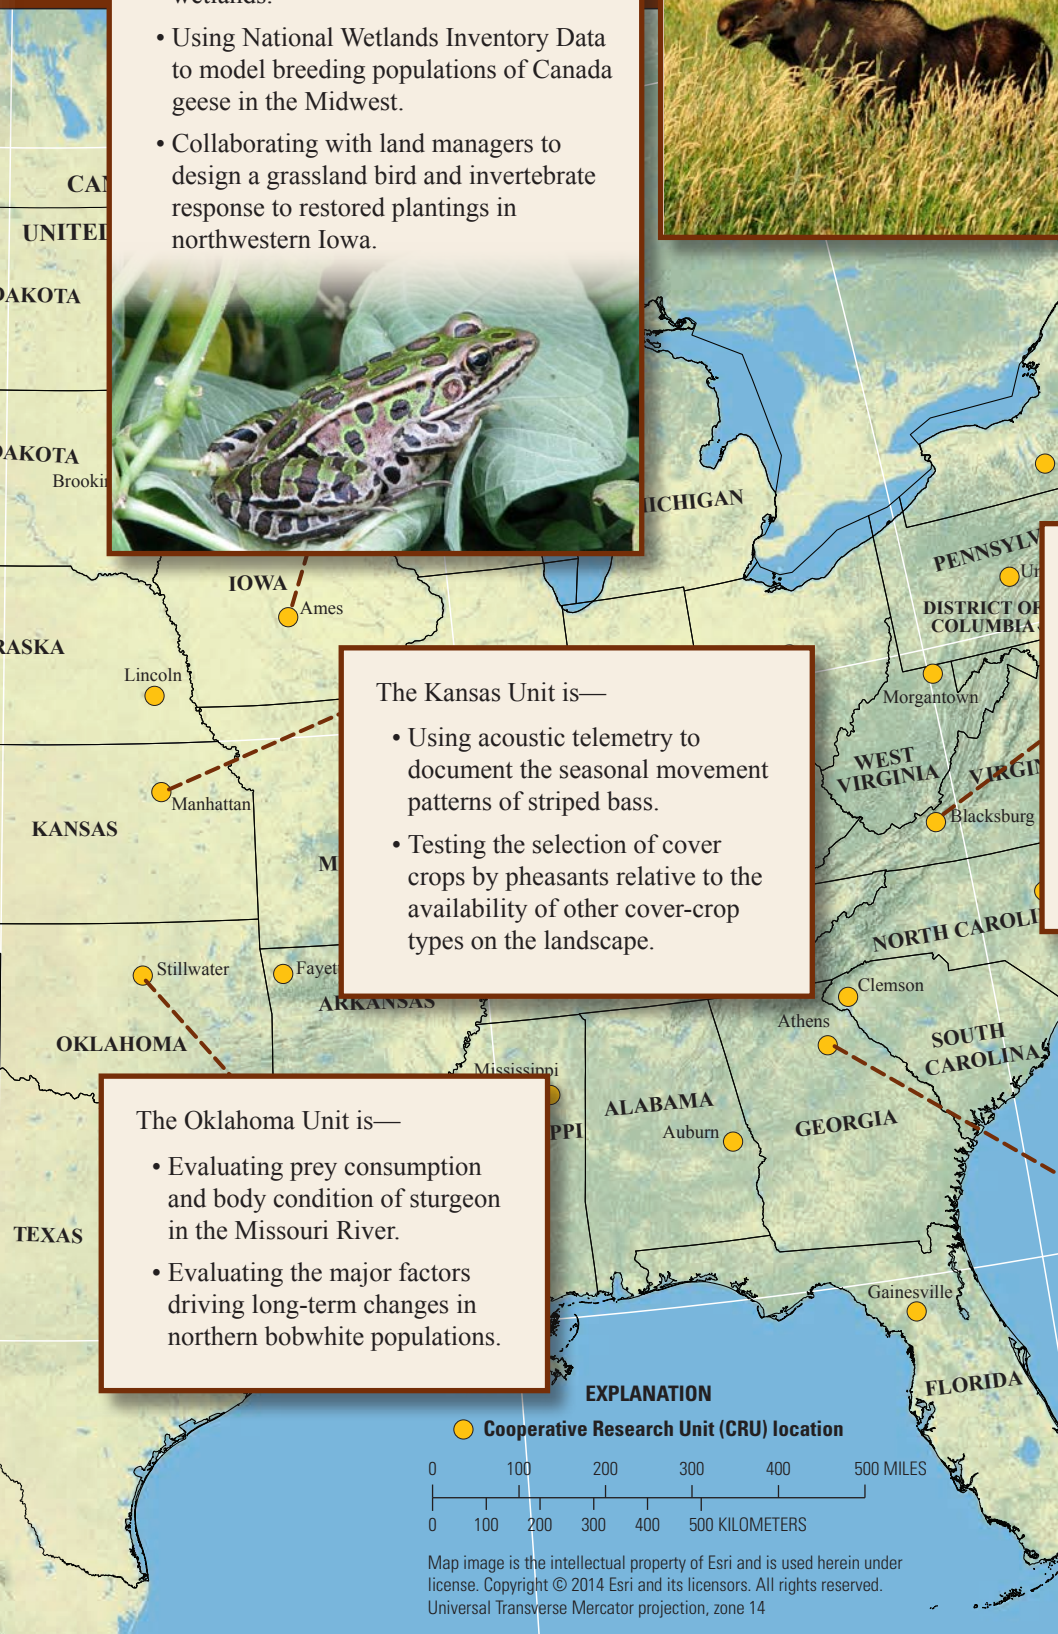 wetlands.
• Using National Wetlands Inventory Data
to model breeding populations of Canada
geese in the Midwest.
• Collaborating with land managers to
design a grassland bird and invertebrate
response to restored plantings in
northwestern Iowa.
UNITED
DAKOTA
DAKOTA
MICHIGAN
PENNSYLV
IOWA
Ames
DISTRICT OF
COLUMBIA
RASKA
Lincoln
Morgantown
The Kansas Unit is—
• Using acoustic telemetry to
document the seasonal movement
patterns of striped bass.
• Testing the selection of cover
crops by pheasants relative to the
availability of other cover-crop
types on the landscape.
WEST
VIRGINIA
VIRGIN
Manhattan
KANSAS
Blacksburg
NORTH CAROLI
Stillwater
Fayet
ARKANSAS
Clemson
Athens
OKLAHOMA
SOUTH
CAROLINA
Mississippi
PPI
ALABAMA
Auburn
GEORGIA
The Oklahoma Unit is—
• Evaluating prey consumption
and body condition of sturgeon
in the Missouri River.
• Evaluating the major factors
driving long-term changes in
northern bobwhite populations.
TEXAS
Gainesville
FLORIDA
EXPLANATION
Cooperative Research Unit (CRU) location
0 100 200 300 400 500 MILES
0 100 200 300 400 500 KILOMETERS
Map image is the intellectual property of Esri and is used herein under
license. Copyright © 2014 Esri and its licensors. All rights reserved.
Universal Transverse Mercator projection, zone 14